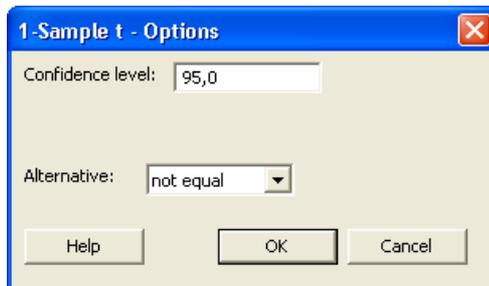 1-Sample t - Options
Confidence level: 95,0
Alternative: not equal
Help OK Cancel